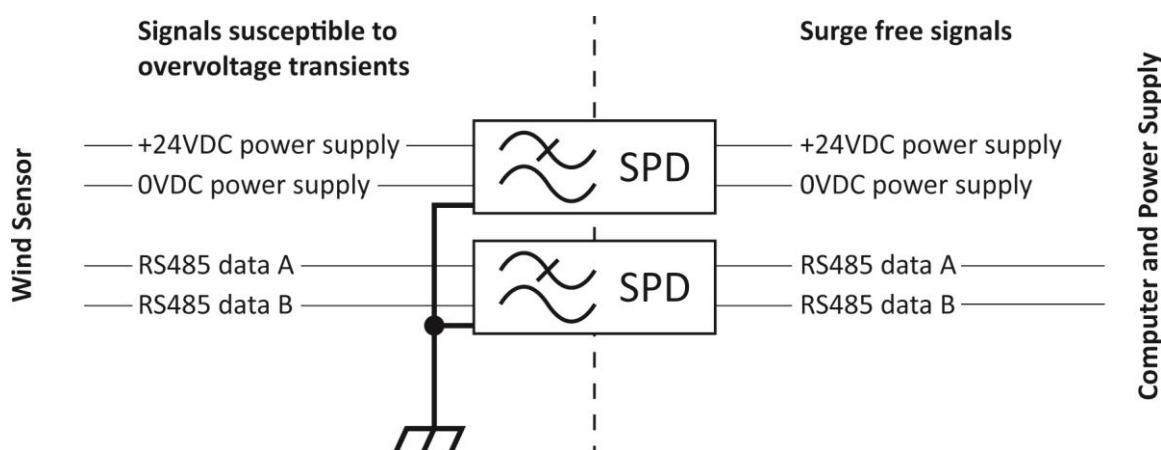 Signals susceptible to
overvoltage transients
Surge free signals
Wind Sensor
+24VDC power supply
0VDC power supply
SPD
+24VDC power supply
0VDC power supply
RS485 data A
RS485 data B
SPD
RS485 data A
RS485 data B
Computer and Power Supply